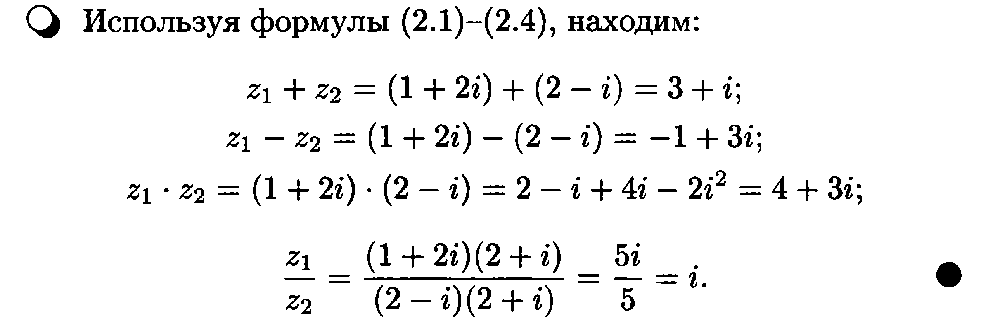 Используя формулы (2.1)–(2.4), находим:
z₁ + z₂ = (1 + 2i) + (2 − i) = 3 + i;
z₁ − z₂ = (1 + 2i) − (2 − i) = −1 + 3i;
z₁ · z₂ = (1 + 2i) · (2 − i) = 2 − i + 4i − 2i² = 4 + 3i;
z₁/z₂ = (1 + 2i)(2 + i)/(2 − i)(2 + i) = 5i/5 = i.